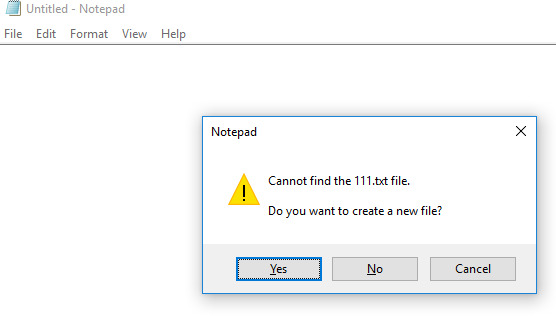 Untitled - Notepad
File Edit Format View Help
Notepad
Cannot find the 111.txt file.
Do you want to create a new file?
Yes No Cancel